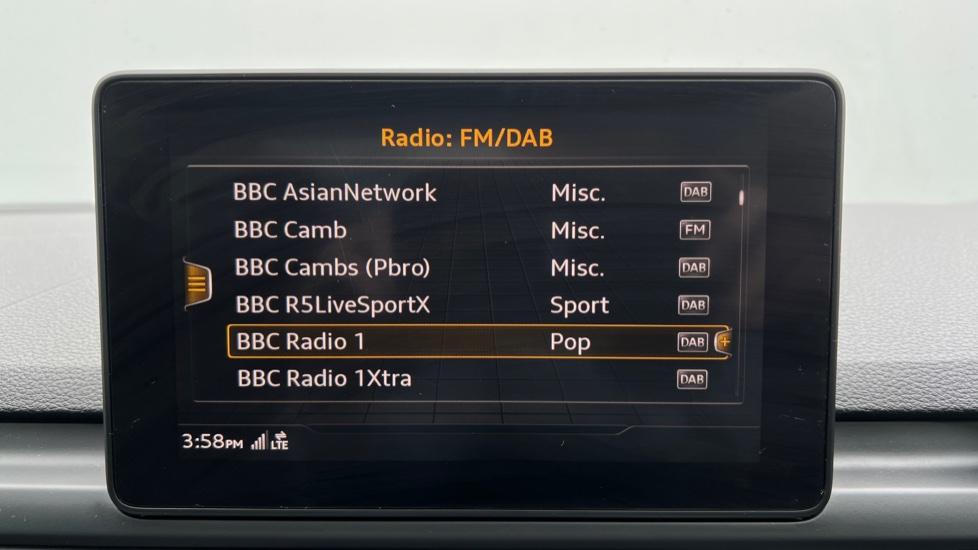 Radio: FM/DAB
BBC AsianNetwork Misc. DAB
BBC Camb Misc. FM
BBC Cambs (Pbro) Misc. DAB
BBC R5LiveSportX Sport DAB
BBC Radio 1 Pop DAB
BBC Radio 1Xtra DAB
3:58PM LTE